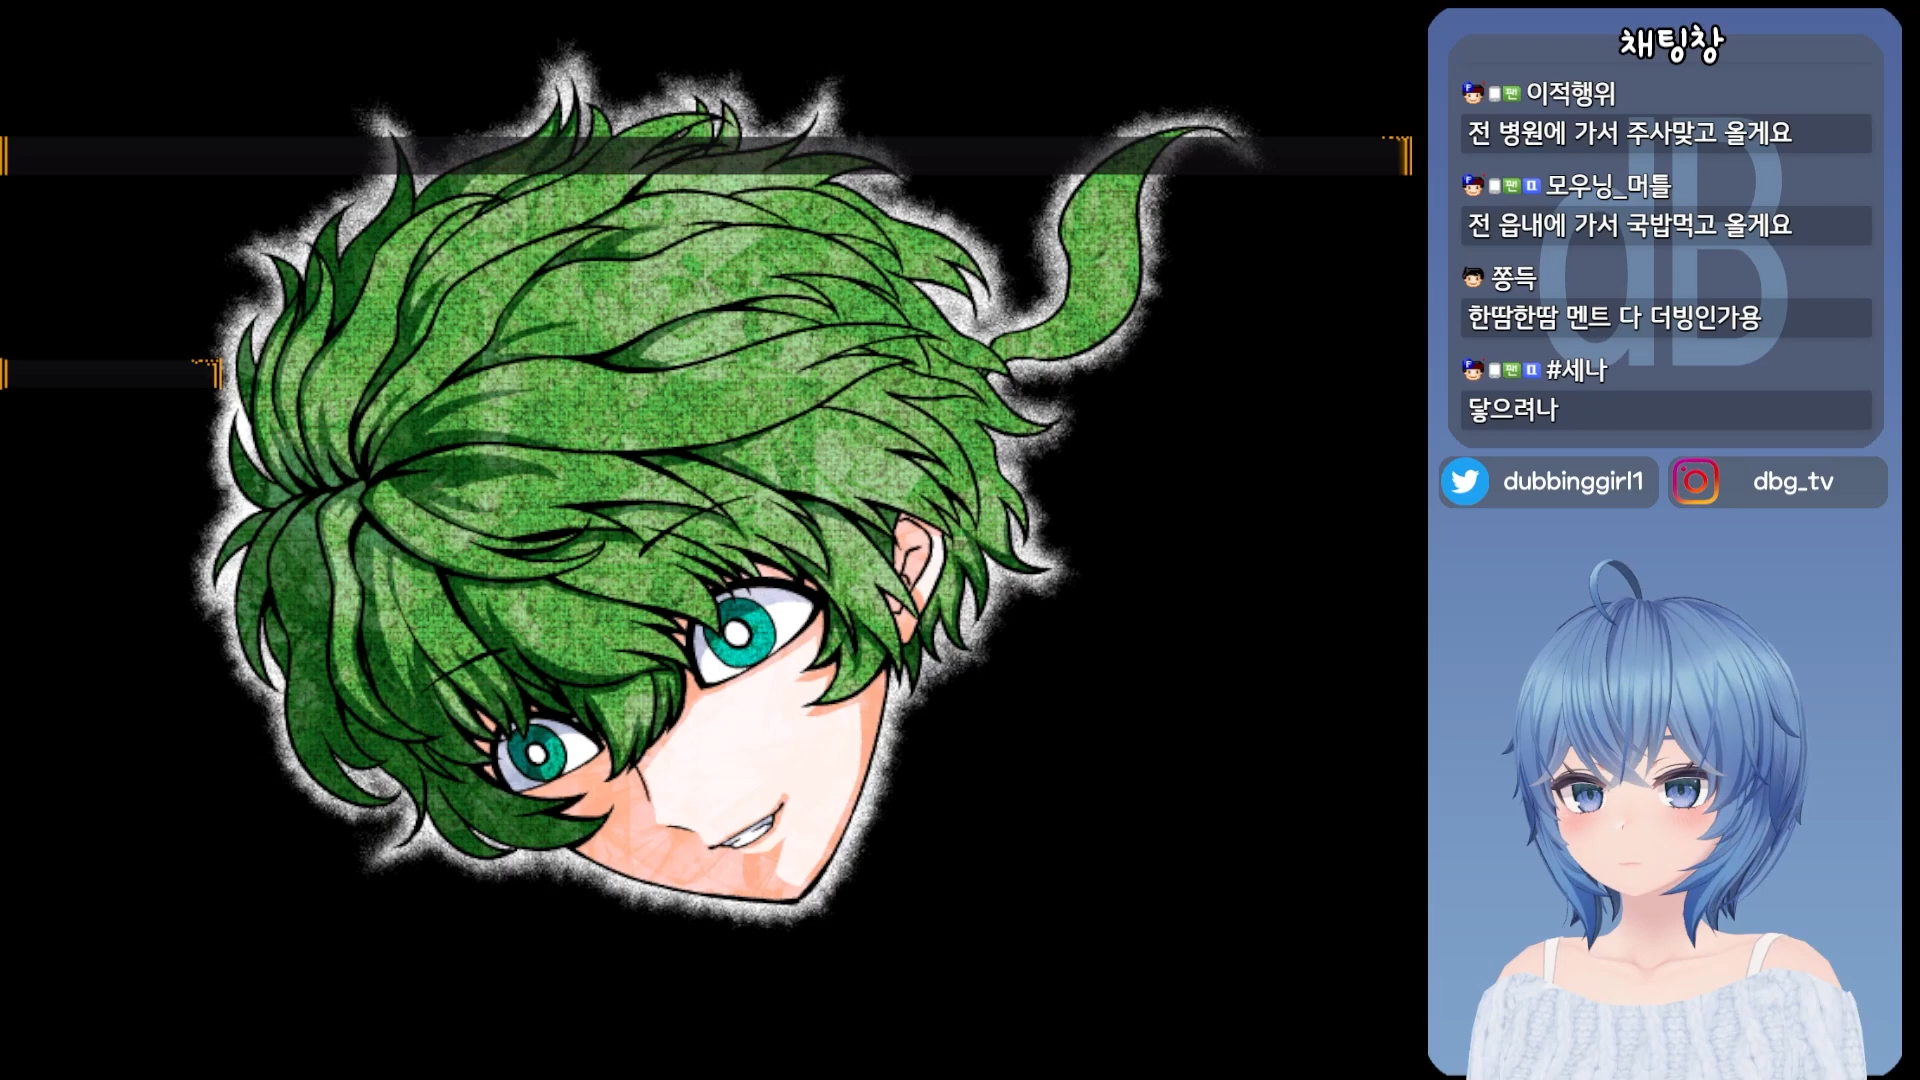 채팅창
이적행위
전 병원에 가서 주사맞고 올게요
모우닝_머틀
전 읍내에 가서 국밥먹고 올게요
쫑득
한땀한땀 멘트 다 더빙인가용
#세나
닿으려나
dB
dubbinggirl1
dbg_tv